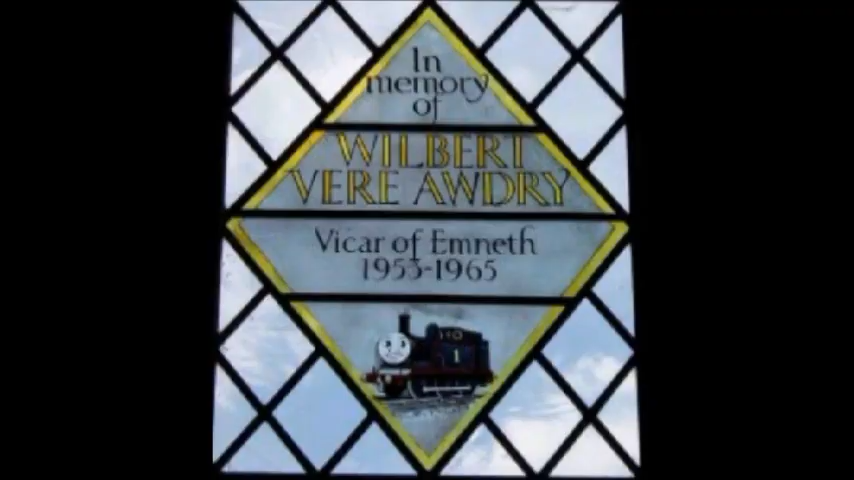 In
memory
of
WILBERT
VERE AWDRY
Vicar of Emneth
1953-1965
1